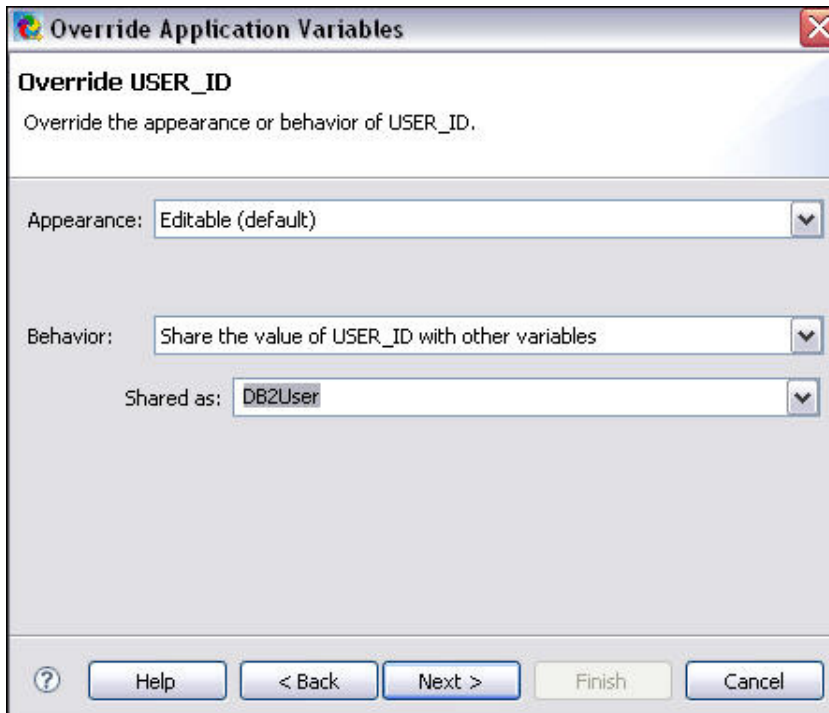 Override Application Variables
Override USER_ID
Override the appearance or behavior of USER_ID.
Appearance: Editable (default)
Behavior: Share the value of USER_ID with other variables
Shared as: DB2User
? Help < Back Next > Finish Cancel